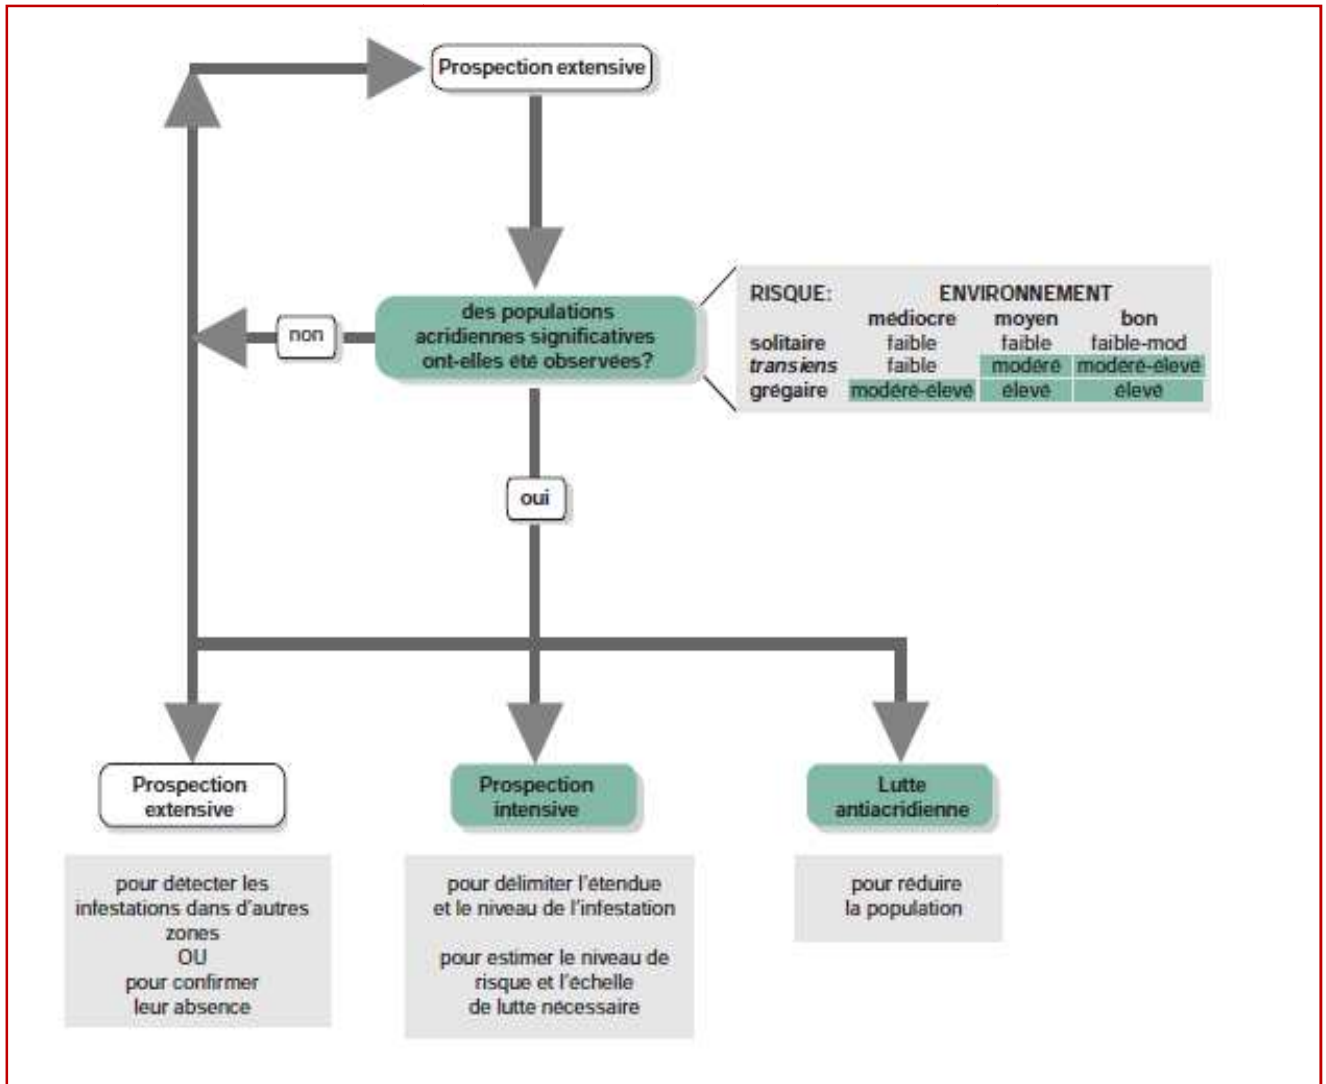 Prospection extensive
des populations
acridiennes significatives
ont-elles été observées?
non
RISQUE: ENVIRONNEMENT
médiocre moyen bon
solitaire faible faible faible-mod
transiens faible modéré modéré-élevé
grégaire modéré-élevé élevé élevé
oui
Prospection
extensive
pour détecter les
infestations dans d'autres
zones
OU
pour confirmer
leur absence
Prospection
intensive
pour délimiter l'étendue
et le niveau de l'infestation
pour estimer le niveau de
risque et l'échelle
de lutte nécessaire
Lutte
antiacridienne
pour réduire
la population